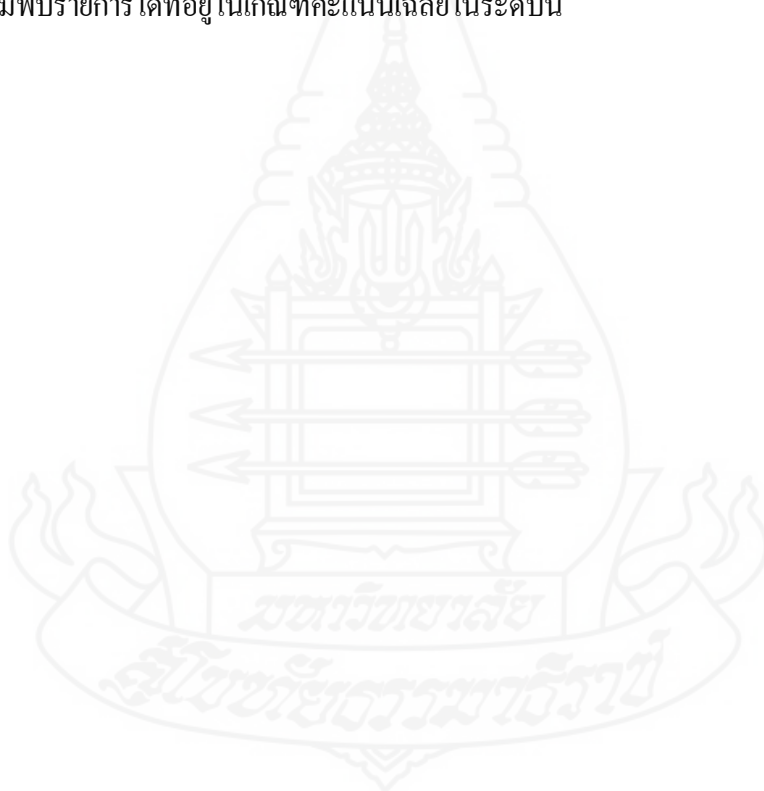 ม่พบรายการใดที่อยู่ในเกณฑ์คะแนนเฉลี่ยในระดับนี้
มหาวิทยาลัย
สุโขทัยธรรมาธิราช